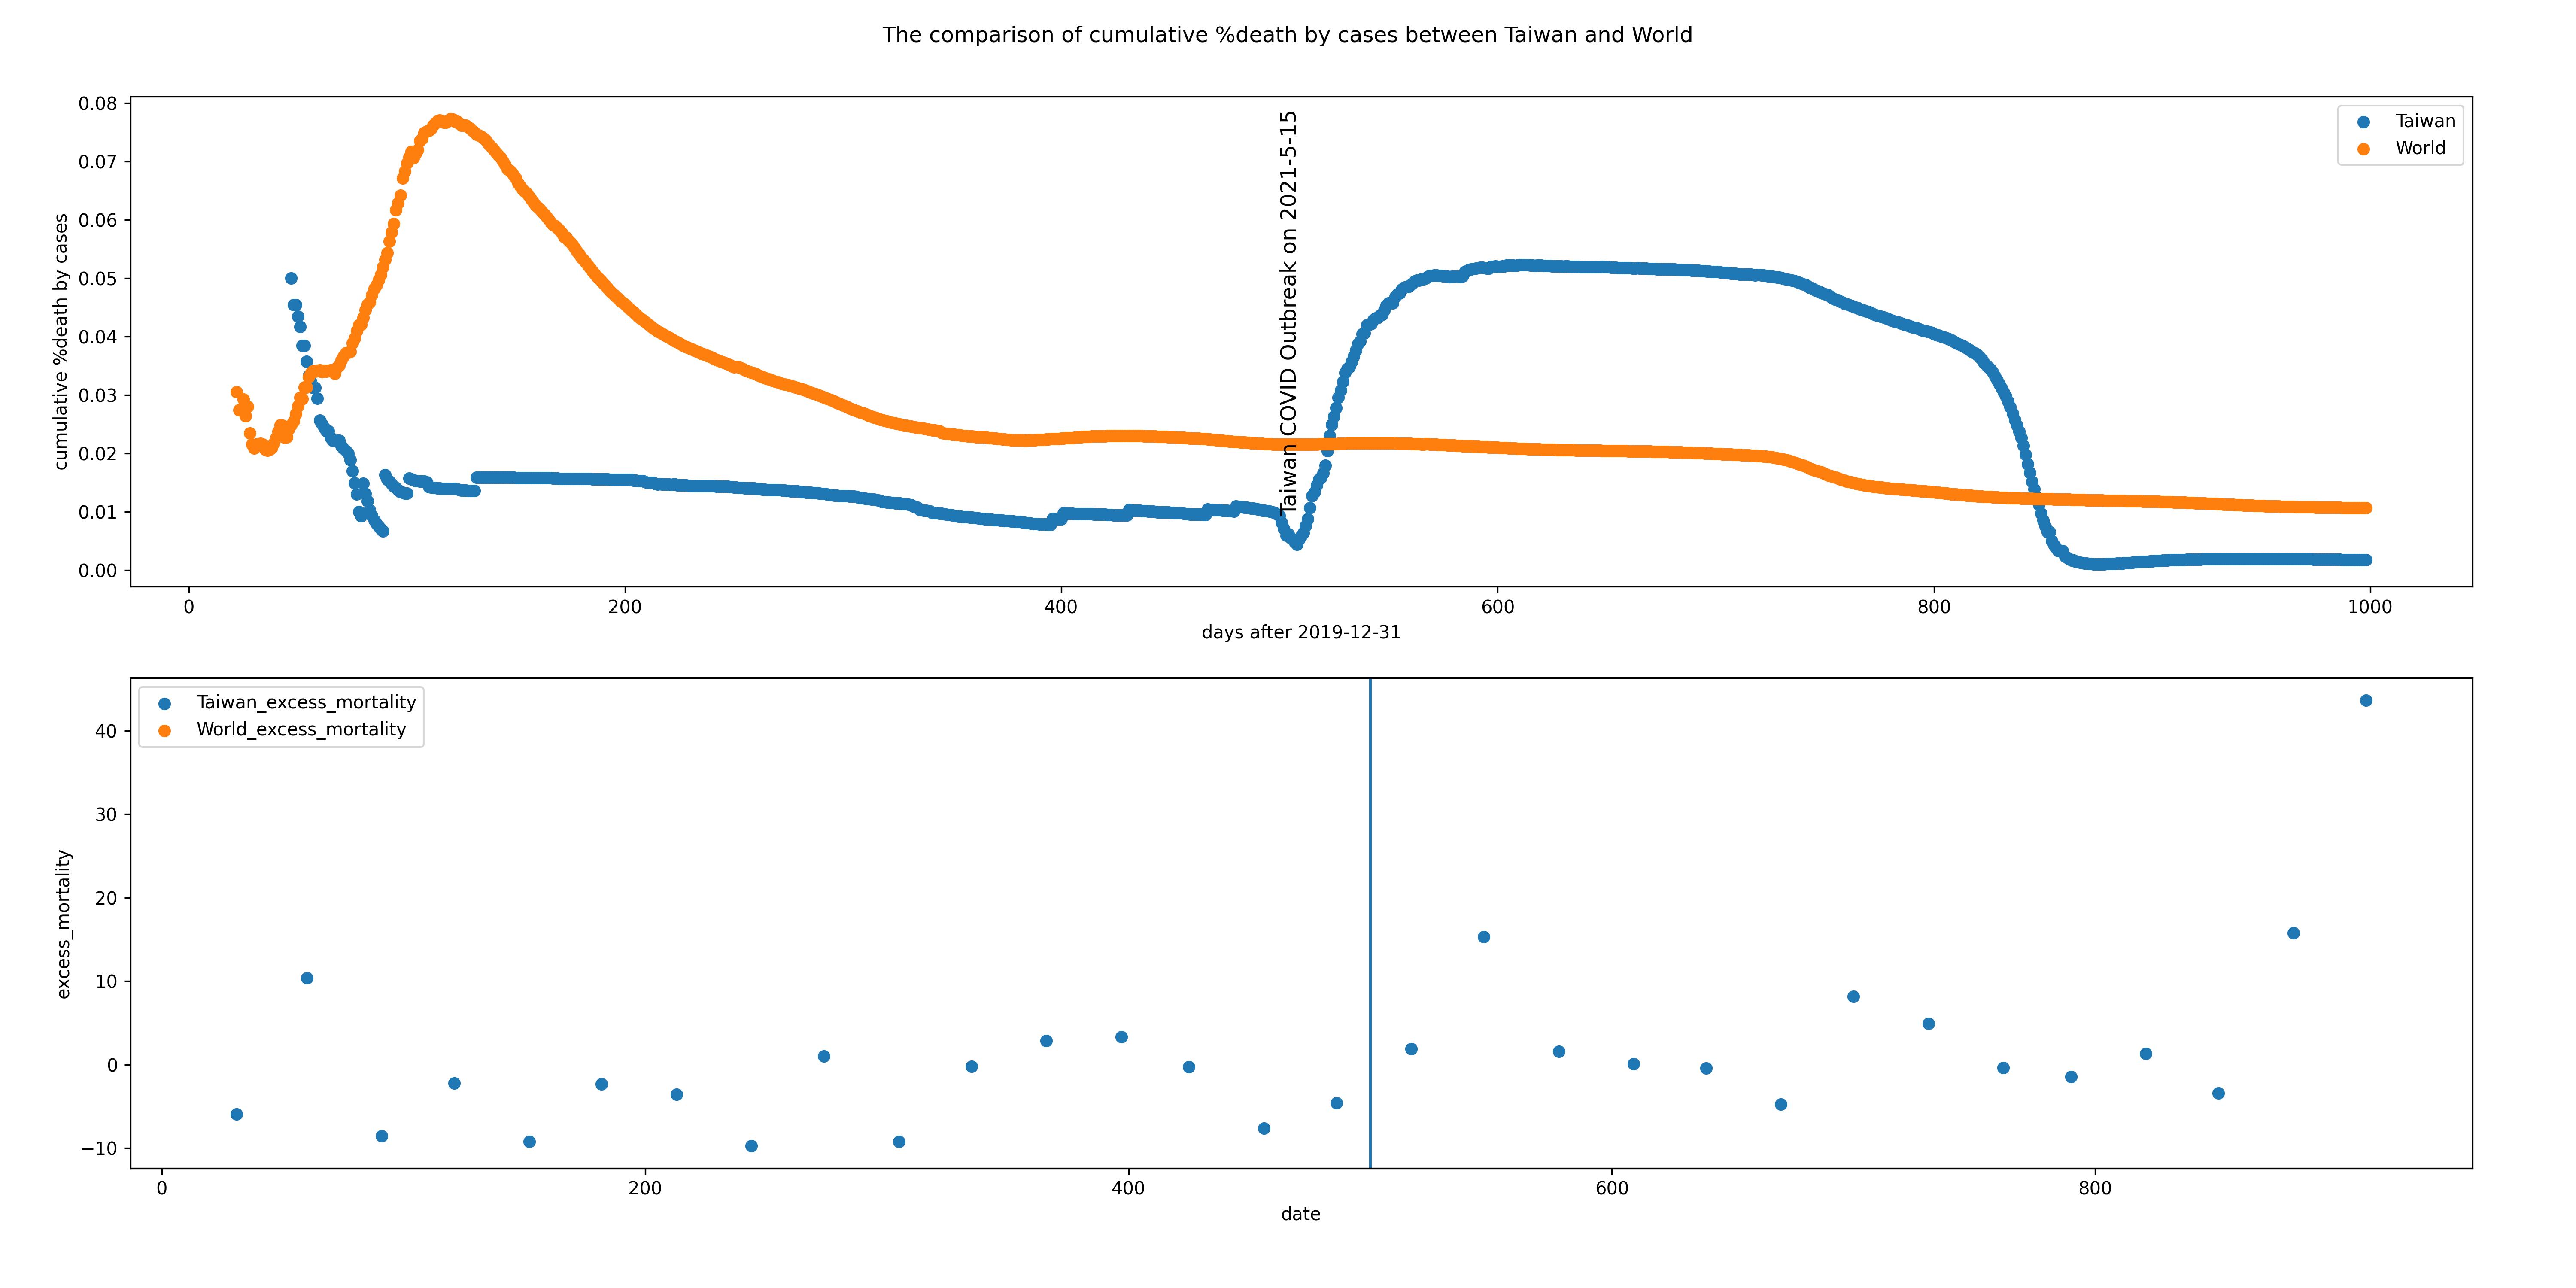 The comparison of cumulative %death by cases between Taiwan and World
cumulative %death by cases
0.08
0.07
0.06
0.05
0.04
0.03
0.02
0.01
0.00
Taiwan
World
Taiwan COVID Outbreak on 2021-5-15
0 200 400 600 800 1000
days after 2019-12-31
excess_mortality
40
30
20
10
0
−10
Taiwan_excess_mortality
World_excess_mortality
0 200 400 600 800
date